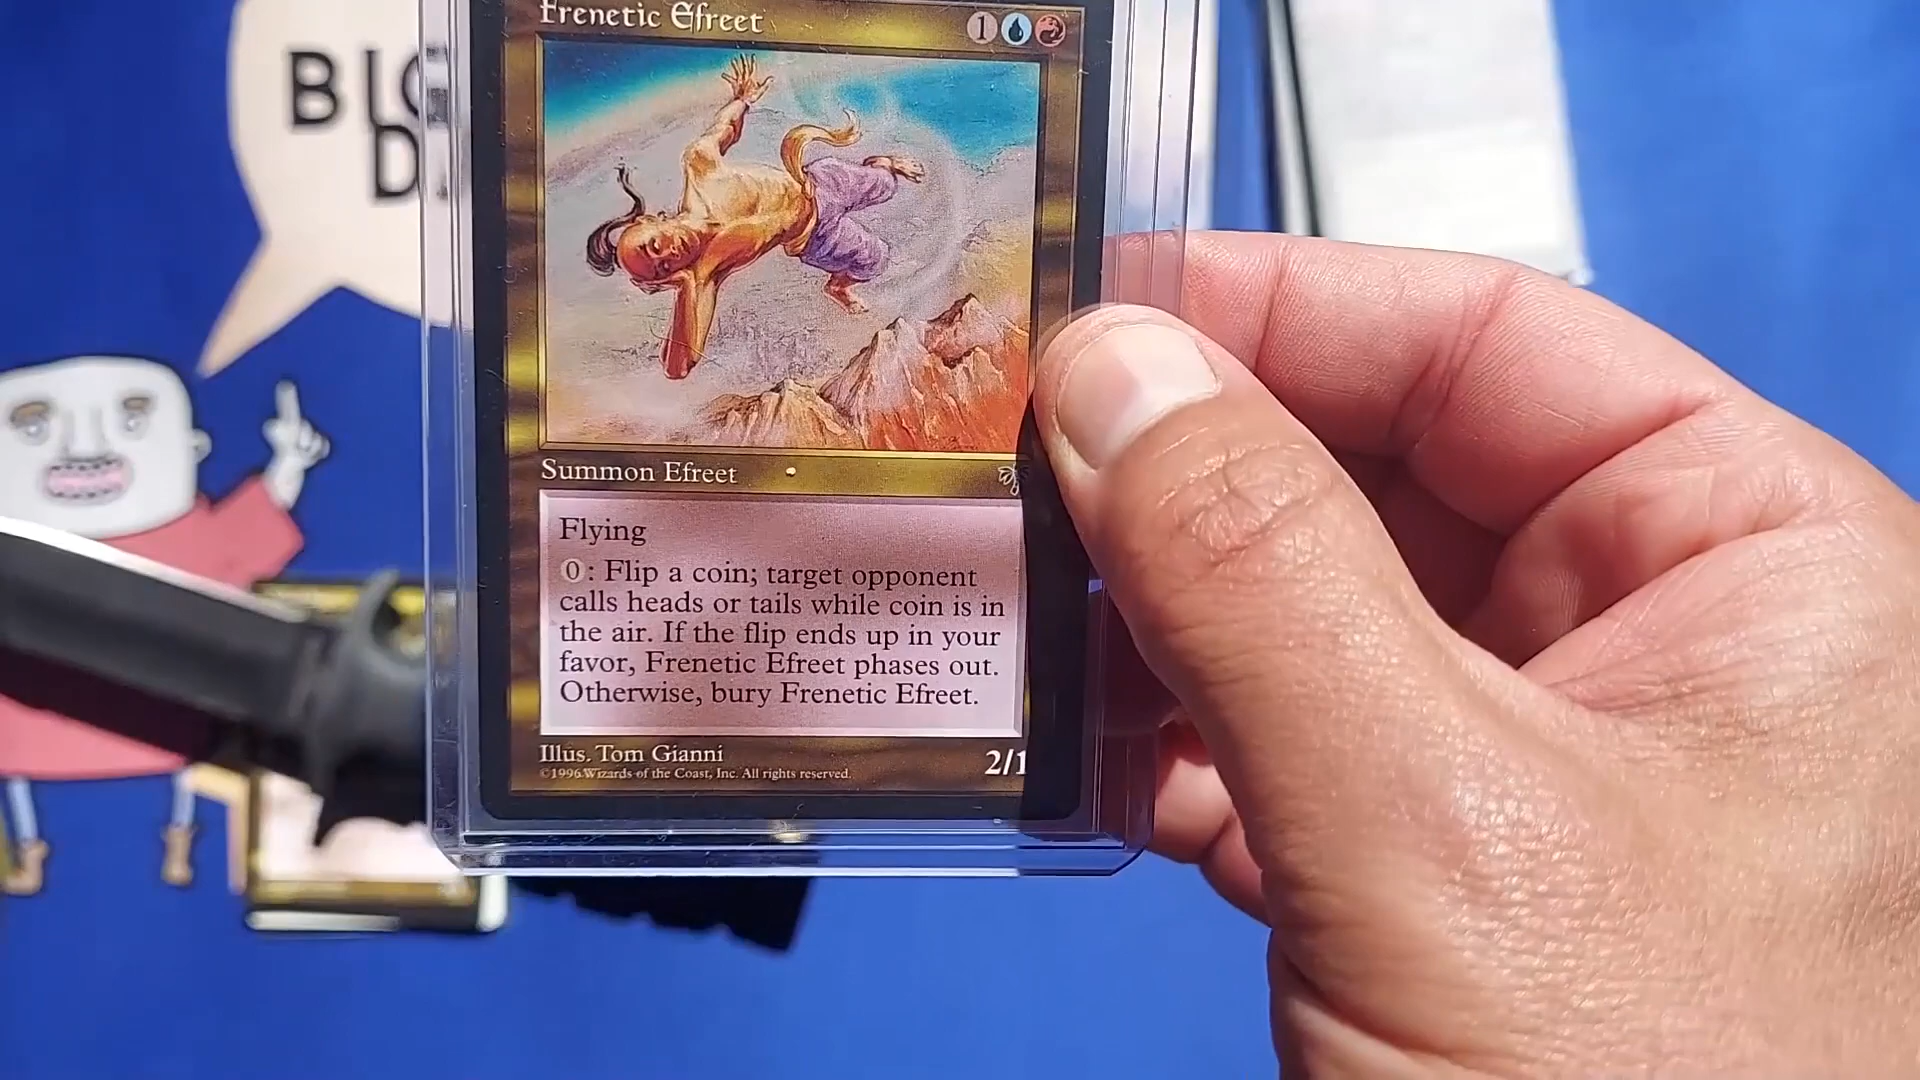 Frenetic Efreet 1
Summon Efreet
Flying
0: Flip a coin; target opponent
calls heads or tails while coin is in
the air. If the flip ends up in your
favor, Frenetic Efreet phases out.
Otherwise, bury Frenetic Efreet.
Illus. Tom Gianni
2/1
©1996 Wizards of the Coast, Inc. All rights reserved.